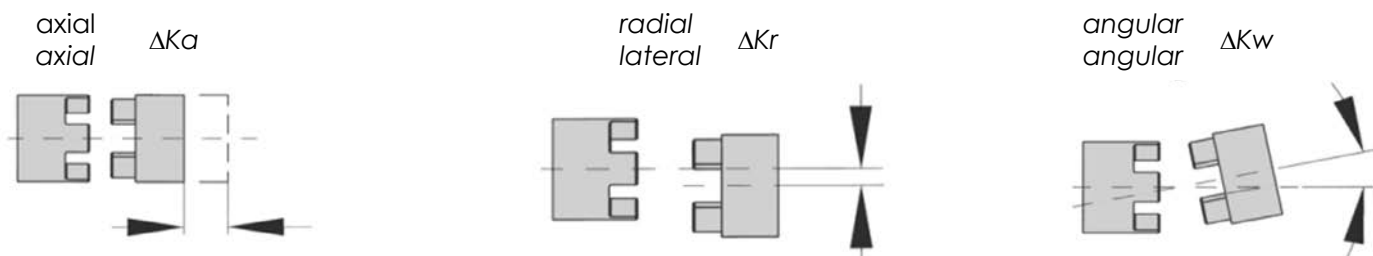 axial
axial
ΔKa
radial
lateral
ΔKr
angular
angular
ΔKw